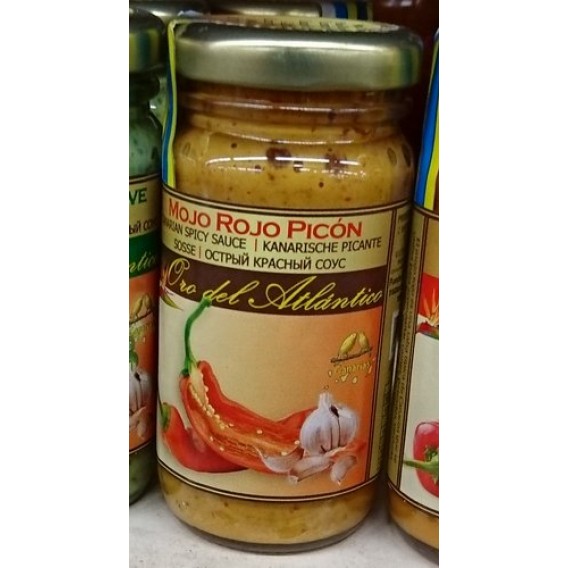 MOJO ROJO PICÓN
SPICY SAUCE | KANARISCHE PICANTE
SOSSE | ОСТРЫЙ КРАСНЫЙ СОУС
Oro del Atlántico